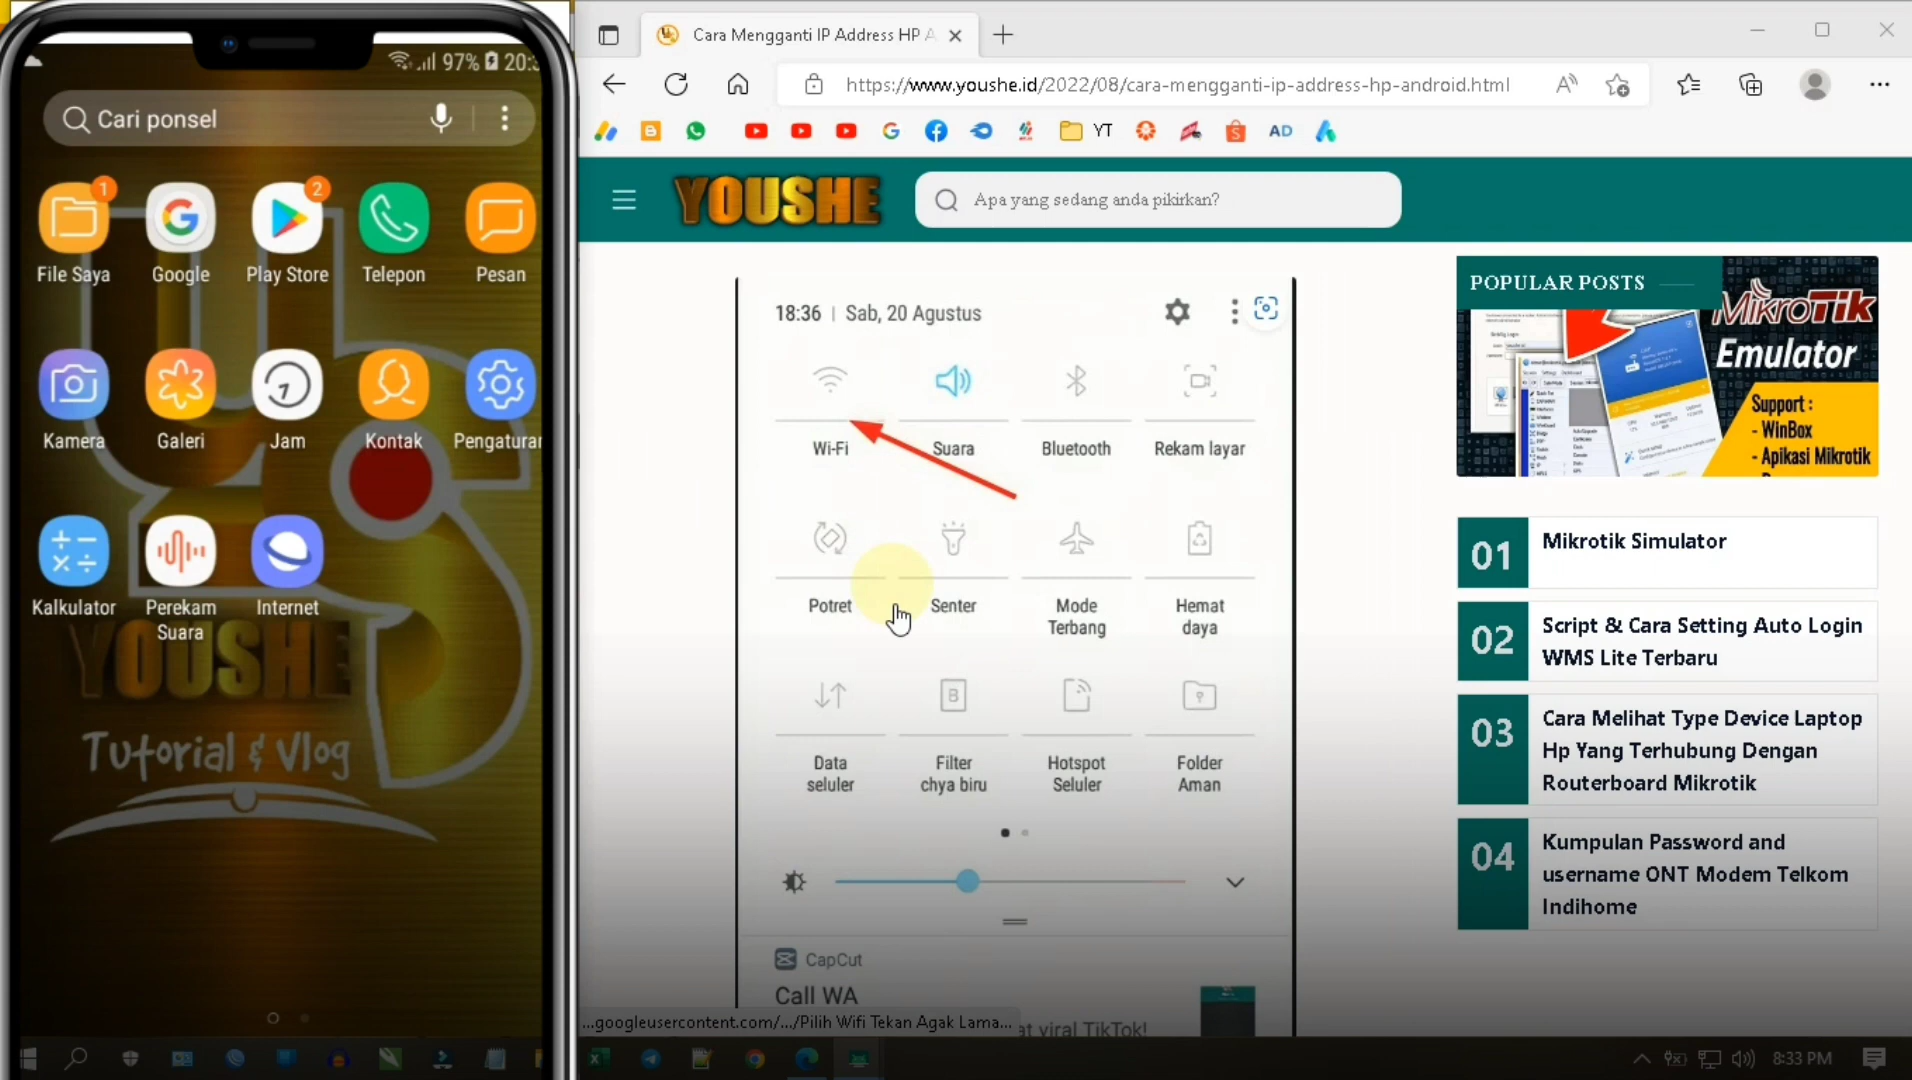 97%
Cari ponsel
1
2
File Saya
Google
Play Store
Telepon
Pesan
Kamera
Galeri
Jam
Kontak
Pengaturan
Kalkulator
Perekam
Suara
Internet
YOUSHE
Tutorial & Vlog
Cara Mengganti IP Address HP A
https://www.youshe.id/2022/08/cara-mengganti-ip-address-hp-android.html
YT
AD
YOUSHE
Apa yang sedang anda pikirkan?
18:36 | Sab, 20 Agustus
Wi-Fi
Suara
Bluetooth
Rekam layar
Potret
Senter
Mode
Terbang
Hemat
daya
Data
seluler
Filter
chya biru
Hotspot
Seluler
Folder
Aman
CapCut
Call WA
at viral TikTok!
...googleusercontent.com/.../Pilih Wifi Tekan Agak Lama...
POPULAR POSTS
MikroTik
Emulator
Support :
- WinBox
- Apikasi Mikrotik
01
Mikrotik Simulator
02
Script & Cara Setting Auto Login
WMS Lite Terbaru
03
Cara Melihat Type Device Laptop
Hp Yang Terhubung Dengan
Routerboard Mikrotik
04
Kumpulan Password and
username ONT Modem Telkom
Indihome
8:33 PM